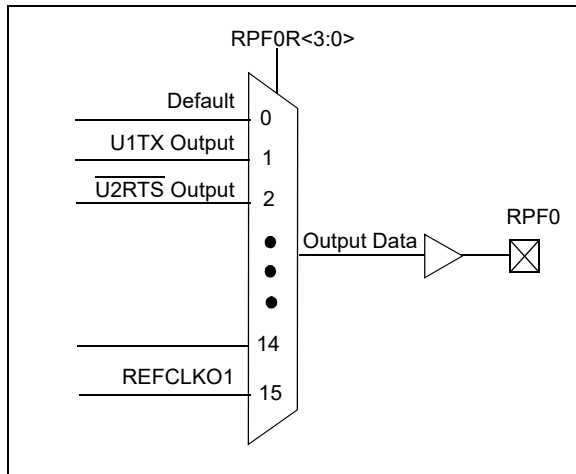 RPF0R<3:0>
Default
0
U1TX Output
1
U2RTS Output
2
RPF0
Output Data
14
REFCLKO1
15